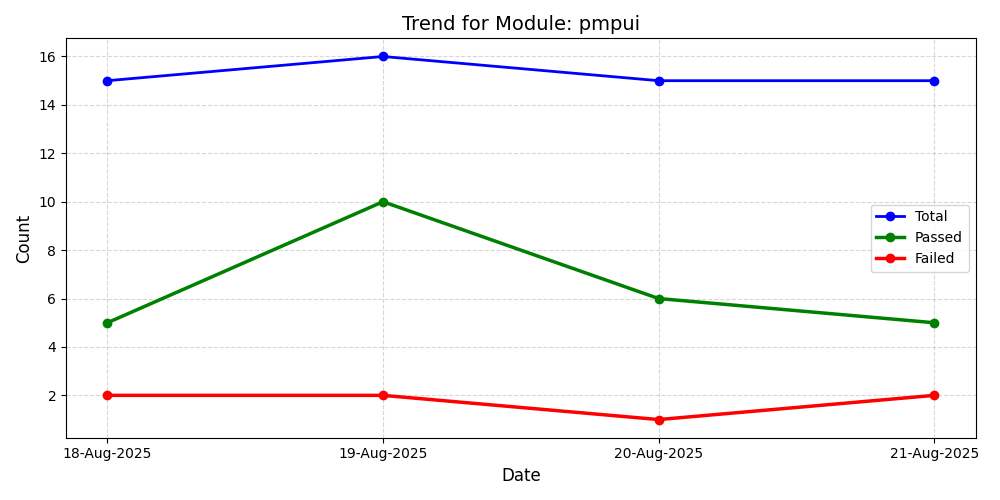 Trend for Module: pmpui
Count
16
14
12
10
8
6
4
2
Total
Passed
Failed
18-Aug-2025
19-Aug-2025
20-Aug-2025
21-Aug-2025
Date